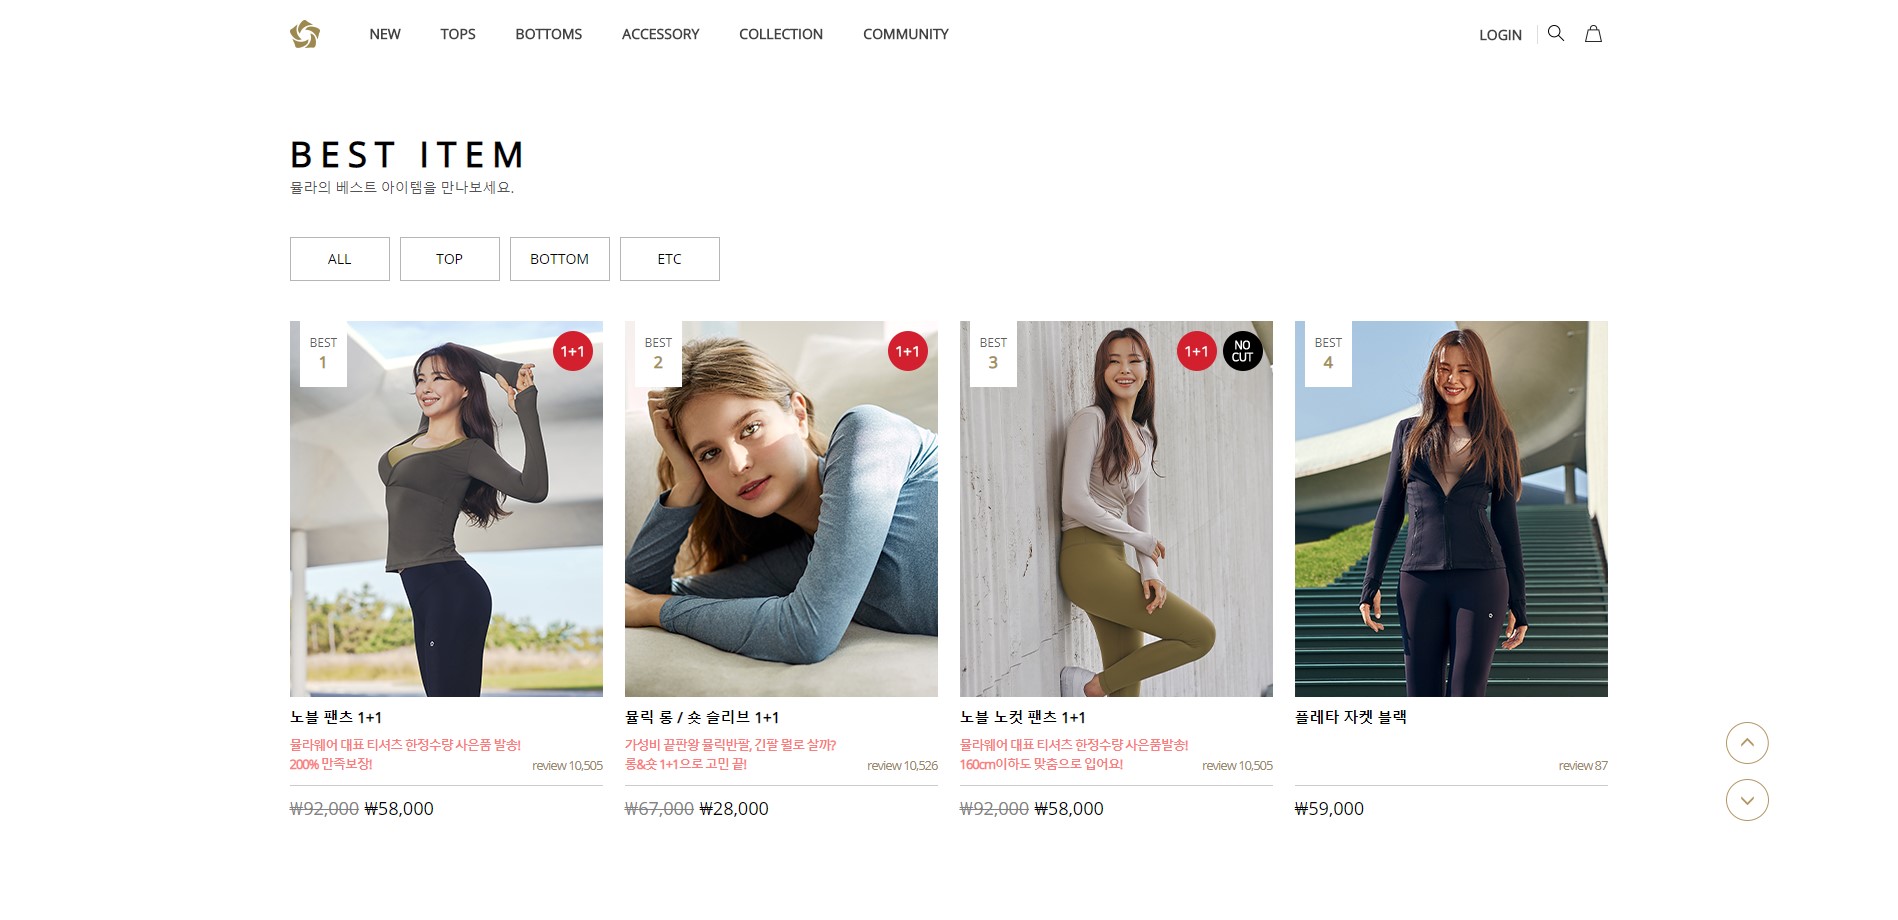 NEW TOPS BOTTOMS ACCESSORY COLLECTION COMMUNITY LOGIN
BEST ITEM
뮬라의 베스트 아이템을 만나보세요.
ALL TOP BOTTOM ETC
BEST
1
1+1
노블 팬츠 1+1
뮬라웨어 대표 티셔츠 한정수량 사은품 발송!
200% 만족보장!
review 10,505
₩92,000 ₩58,000
BEST
2
1+1
뮬릭 롱 / 숏 슬리브 1+1
가성비 끝판왕 뮬릭반팔, 긴팔 뭘로 살까?
롱&숏 1+1으로 고민 끝!
review 10,526
₩67,000 ₩28,000
BEST
3
1+1
NO
CUT
노블 노컷 팬츠 1+1
뮬라웨어 대표 티셔츠 한정수량 사은품발송!
160cm이하도 맞춤으로 입어요!
review 10,505
₩92,000 ₩58,000
BEST
4
플레타 자켓 블랙
review 87
₩59,000